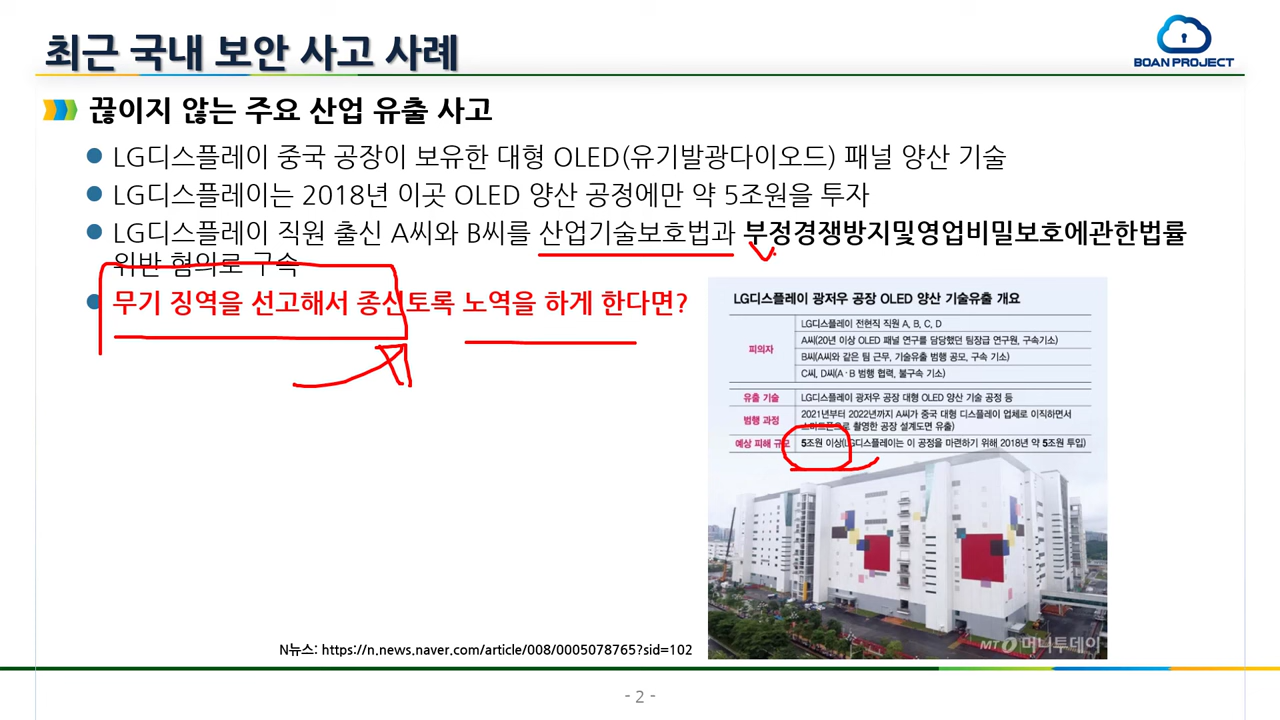 최근 국내 보안 사고 사례
BOAN PROJECT
끊이지 않는 주요 산업 유출 사고
LG디스플레이 중국 공장이 보유한 대형 OLED(유기발광다이오드) 패널 양산 기술
LG디스플레이는 2018년 이곳 OLED 양산 공정에만 약 5조원을 투자
LG디스플레이 직원 출신 A씨와 B씨를 산업기술보호법과 부정경쟁방지및영업비밀보호에관한법률
위반 혐의로 구속
무기 징역을 선고해서 종신토록 노역을 하게 한다면?
LG디스플레이 광저우 공장 OLED 양산 기술유출 개요
피의자
LG디스플레이 전현직 직원 A, B, C, D
A씨(20년 이상 OLED 패널 연구를 담당했던 팀장급 연구원, 구속기소)
B씨(A씨와 같은 팀 근무, 기술유출 범행 공모, 구속 기소)
C씨, D씨(A·B 범행 협력, 불구속 기소)
유출 기술 LG디스플레이 광저우 공장 대형 OLED 양산 기술 공정 등
범행 과정 2021년부터 2022년까지 A씨가 중국 대형 디스플레이 업체로 이직하면서
스마트폰으로 촬영한 공장 설계도면 유출)
예상 피해 규모 5조원 이상(LG디스플레이는 이 공정을 마련하기 위해 2018년 약 5조원 투입)
MT 머니투데이
N뉴스: https://n.news.naver.com/article/008/0005078765?sid=102
- 2 -